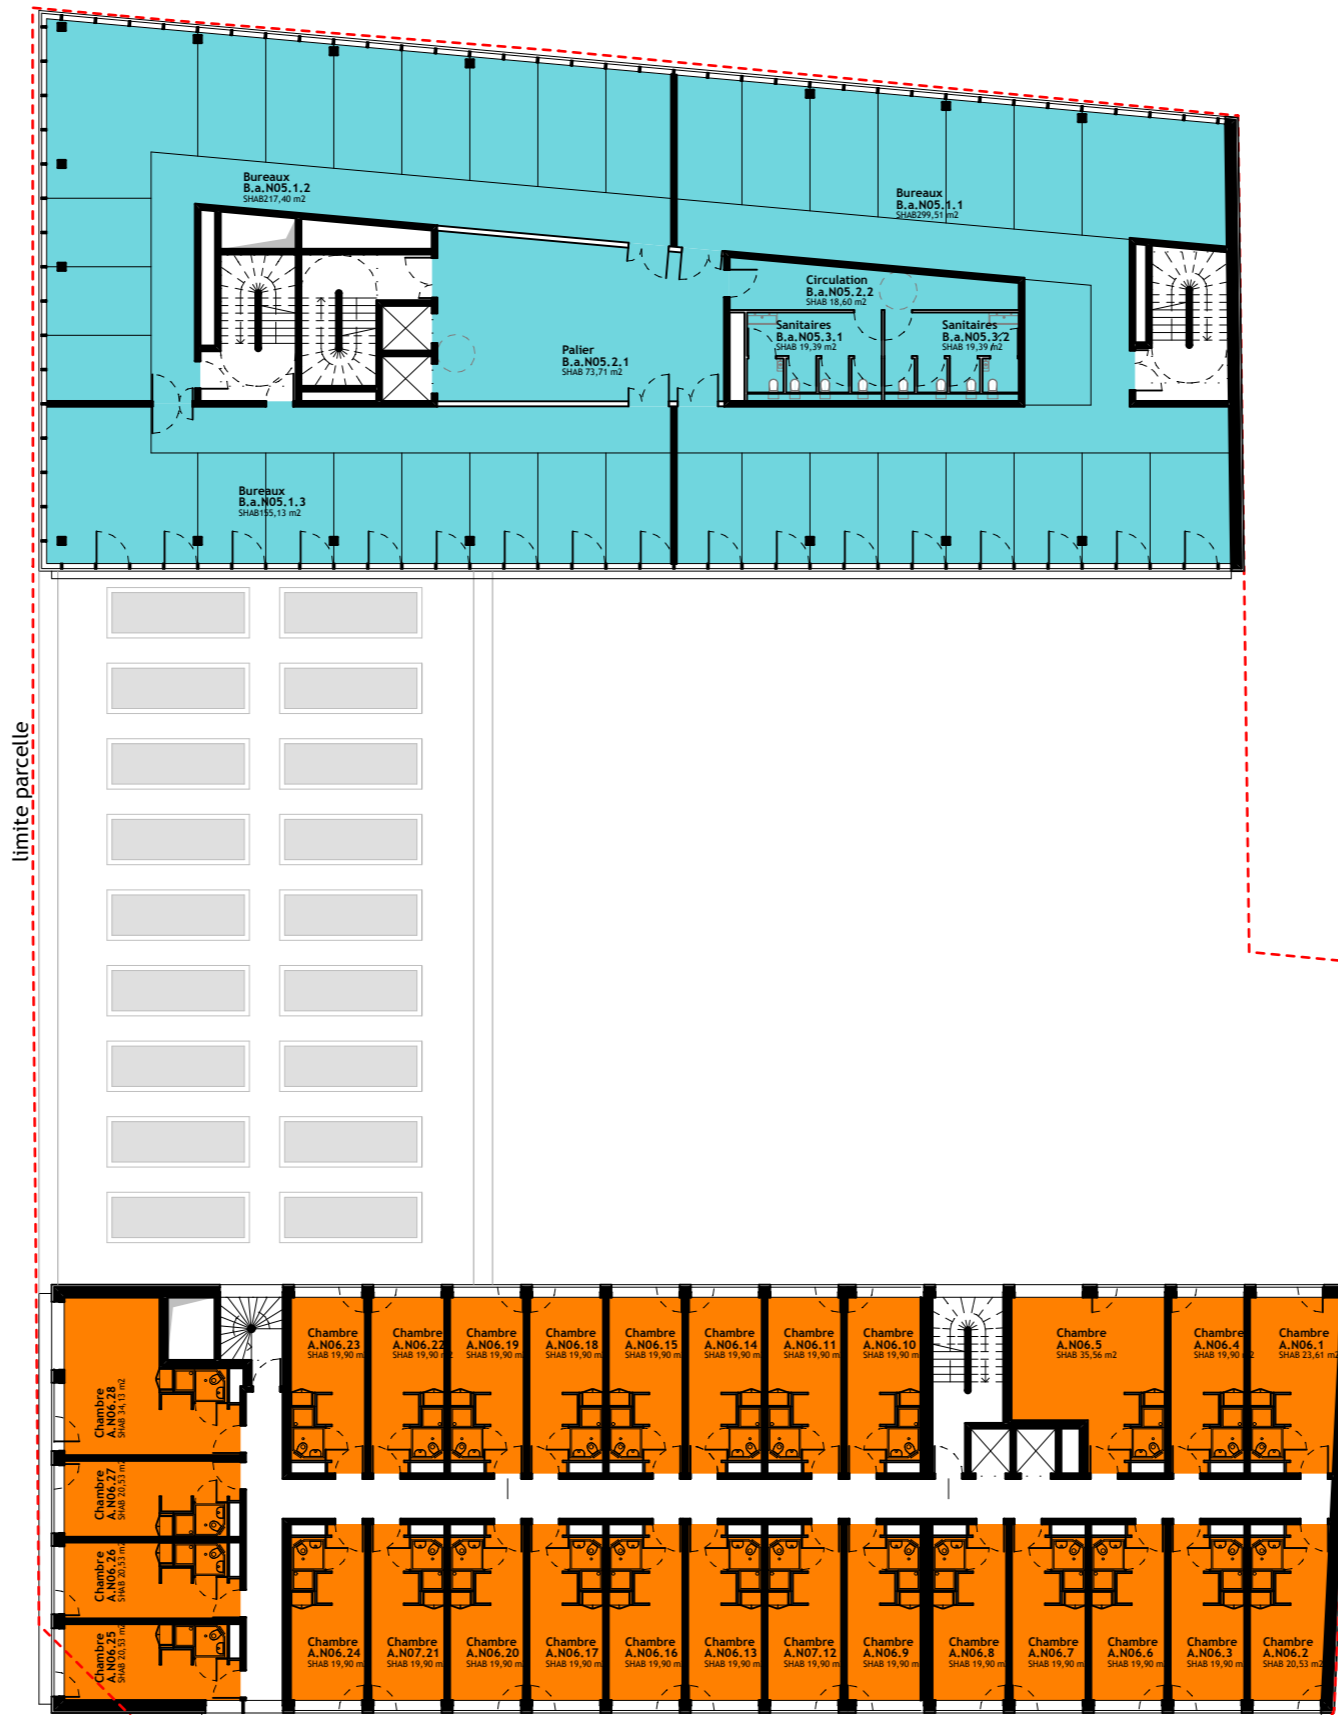 Bureaux
B.a.N05.1.2
SHAB217,40 m2
Bureaux
B.a.N05.1.1
SHAB299,51 m2
Circulation
B.a.N05.2.2
SHAB 18,60 m2
Sanitaires
B.a.N05.3.1
SHAB 19,39 m2
Sanitaires
B.a.N05.3.2
SHAB 19,39 m2
Palier
B.a.N05.2.1
SHAB 73,71 m2
Bureaux
B.a.N05.1.3
SHAB155,13 m2
limite parcelle
Chambre
A.N06.23
SHAB 19,90 m
Chambre
A.N06.22
SHAB 19,90 m2
Chambre
A.N06.19
SHAB 19,90 m
Chambre
A.N06.18
SHAB 19,90 m
Chambre
A.N06.15
SHAB 19,90 m
Chambre
A.N06.14
SHAB 19,90 m
Chambre
A.N06.11
SHAB 19,90 m
Chambre
A.N06.10
SHAB 19,90 m
Chambre
A.N06.5
SHAB 35,56 m2
Chambre
A.N06.4
SHAB 19,90 m2
Chambre
A.N06.1
SHAB 23,61 m2
Chambre
A.N06.28
SHAB 34,13 m2
Chambre
A.N06.27
SHAB 20,53 m2
Chambre
A.N06.26
SHAB 20,53 m2
Chambre
A.N06.25
SHAB 20,53 m2
Chambre
A.N06.24
SHAB 19,90 m
Chambre
A.N07.21
SHAB 19,90 m
Chambre
A.N06.20
SHAB 19,90 m
Chambre
A.N06.17
SHAB 19,90 m
Chambre
A.N06.16
SHAB 19,90 m
Chambre
A.N06.13
SHAB 19,90 m
Chambre
A.N07.12
SHAB 19,90 m
Chambre
A.N06.9
SHAB 19,90 m
Chambre
A.N06.8
SHAB 19,90 m
Chambre
A.N06.7
SHAB 19,90 m
Chambre
A.N06.6
SHAB 19,90 m
Chambre
A.N06.3
SHAB 19,90 m
Chambre
A.N06.2
SHAB 20,53 m2